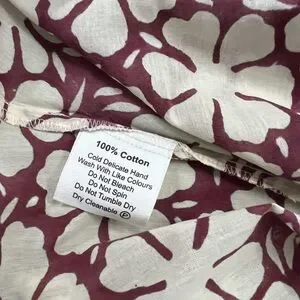 100% Cotton
Cold Delicate Hand
Wash With Like Colours
Do Not Bleach
Do Not Spin
Do Not Tumble Dry
Dry Cleanable Ⓟ